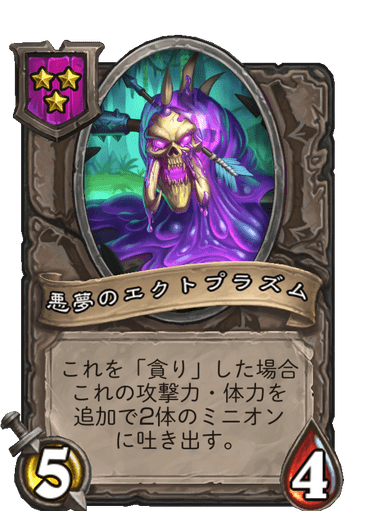 悪夢のエクトプラズム
これを「貪り」した場合
これの攻撃力・体力を
追加で2体のミニオン
に吐き出す。
5
4